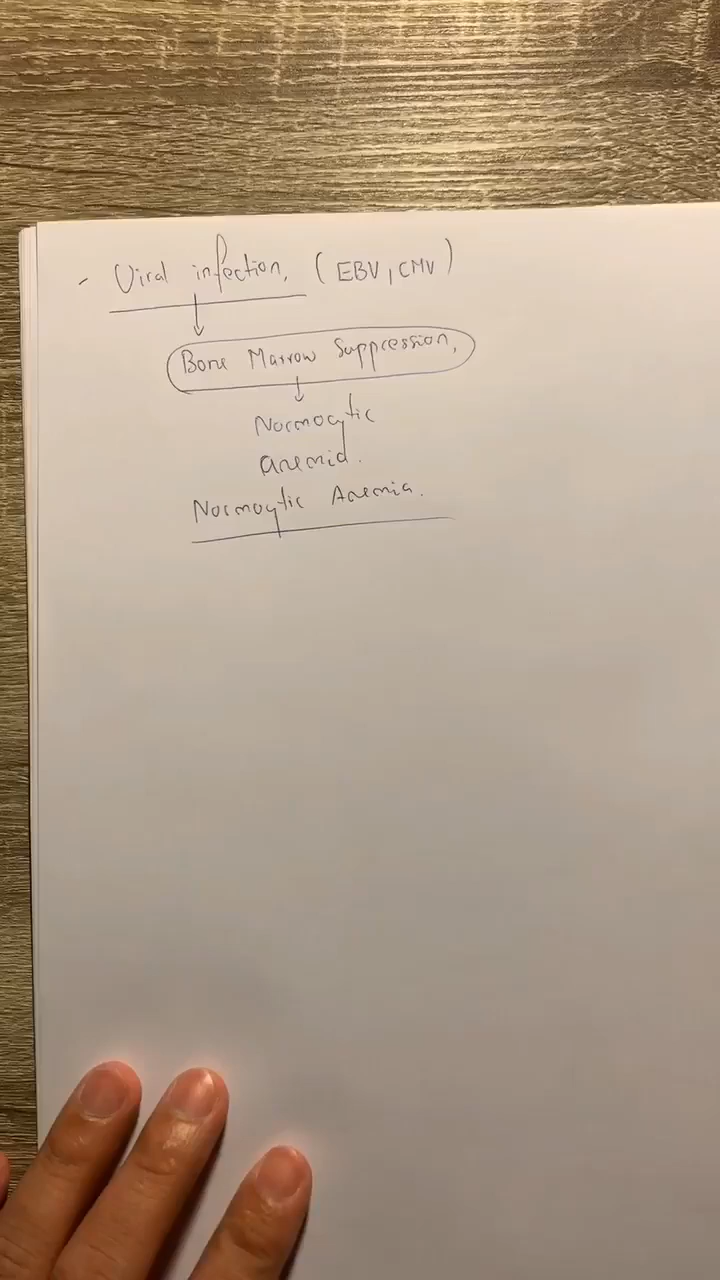 - Viral infection, (EBV, CMV)
Bone Marrow Suppression,
Normocytic
anemia.
Normocytic Anemia.